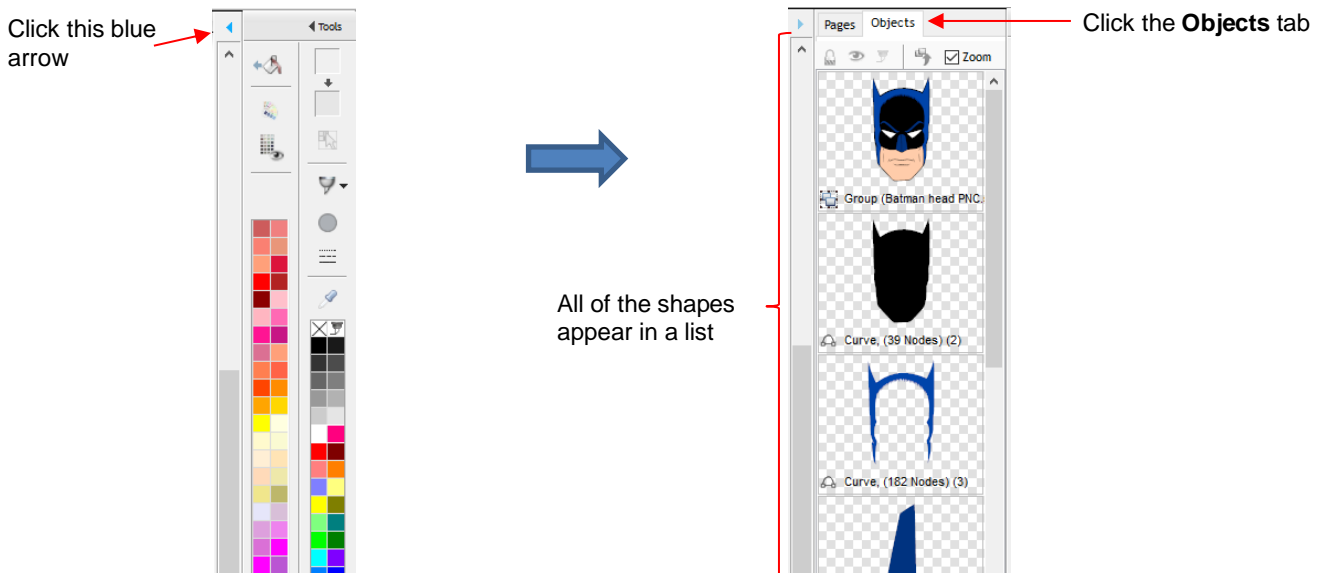 Click this blue
arrow
Tools
Pages Objects
Click the Objects tab
Zoom
Group (Batman head PNC.
All of the shapes
appear in a list
Curve, (39 Nodes) (2)
Curve, (182 Nodes) (3)